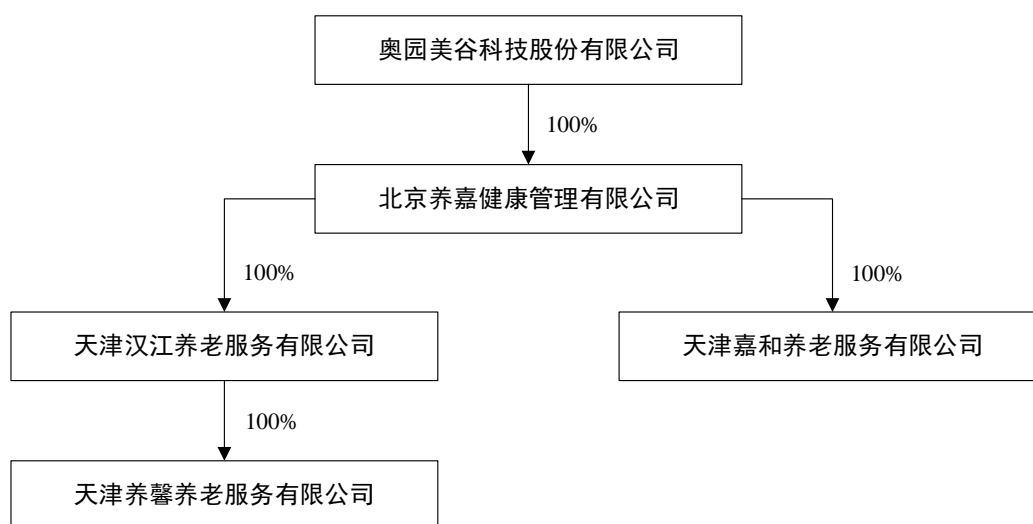 奥园美谷科技股份有限公司
100%
北京养嘉健康管理有限公司
100%
100%
天津汉江养老服务有限公司
天津嘉和养老服务有限公司
100%
天津养馨养老服务有限公司